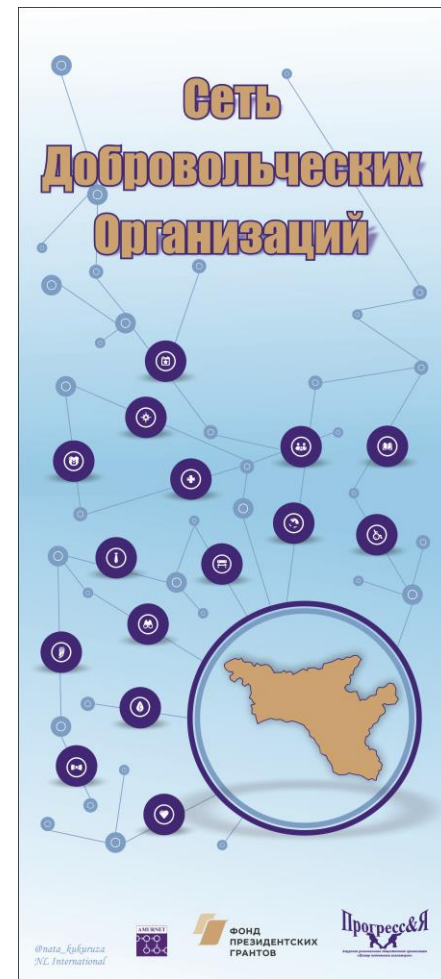 Сеть
Добровольческих
Организаций
@nata_kukuruza
NL International
AMURNET
ФОНД
ПРЕЗИДЕНТСКИХ
ГРАНТОВ
Прогресс&Я